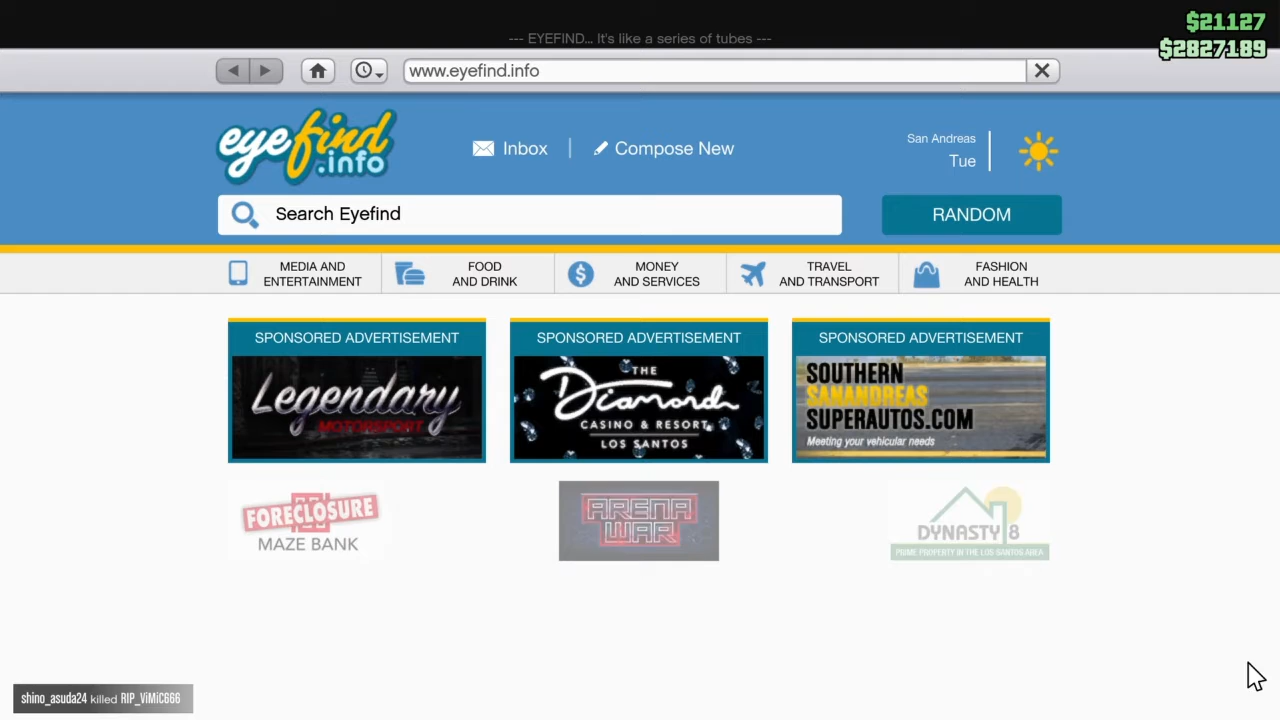 $21127
--- EYEFIND... It's like a series of tubes ---
$2827189
www.eyefind.info
eyefind
.info
Inbox
Compose New
San Andreas
Tue
Search Eyefind
RANDOM
MEDIA AND
ENTERTAINMENT
FOOD
AND DRINK
MONEY
AND SERVICES
TRAVEL
AND TRANSPORT
FASHION
AND HEALTH
SPONSORED ADVERTISEMENT
Legendary
MOTORSPORT
SPONSORED ADVERTISEMENT
THE
Diamond
CASINO & RESORT
LOS SANTOS
SPONSORED ADVERTISEMENT
SOUTHERN
SANANDREAS
SUPERAUTOS.COM
Meeting your vehicular needs
FORECLOSURE
MAZE BANK
ARENA
WAR
DYNASTY 8
PRIME PROPERTY IN THE LOS SANTOS AREA
shino_asuda24 killed RIP_ViMiC666